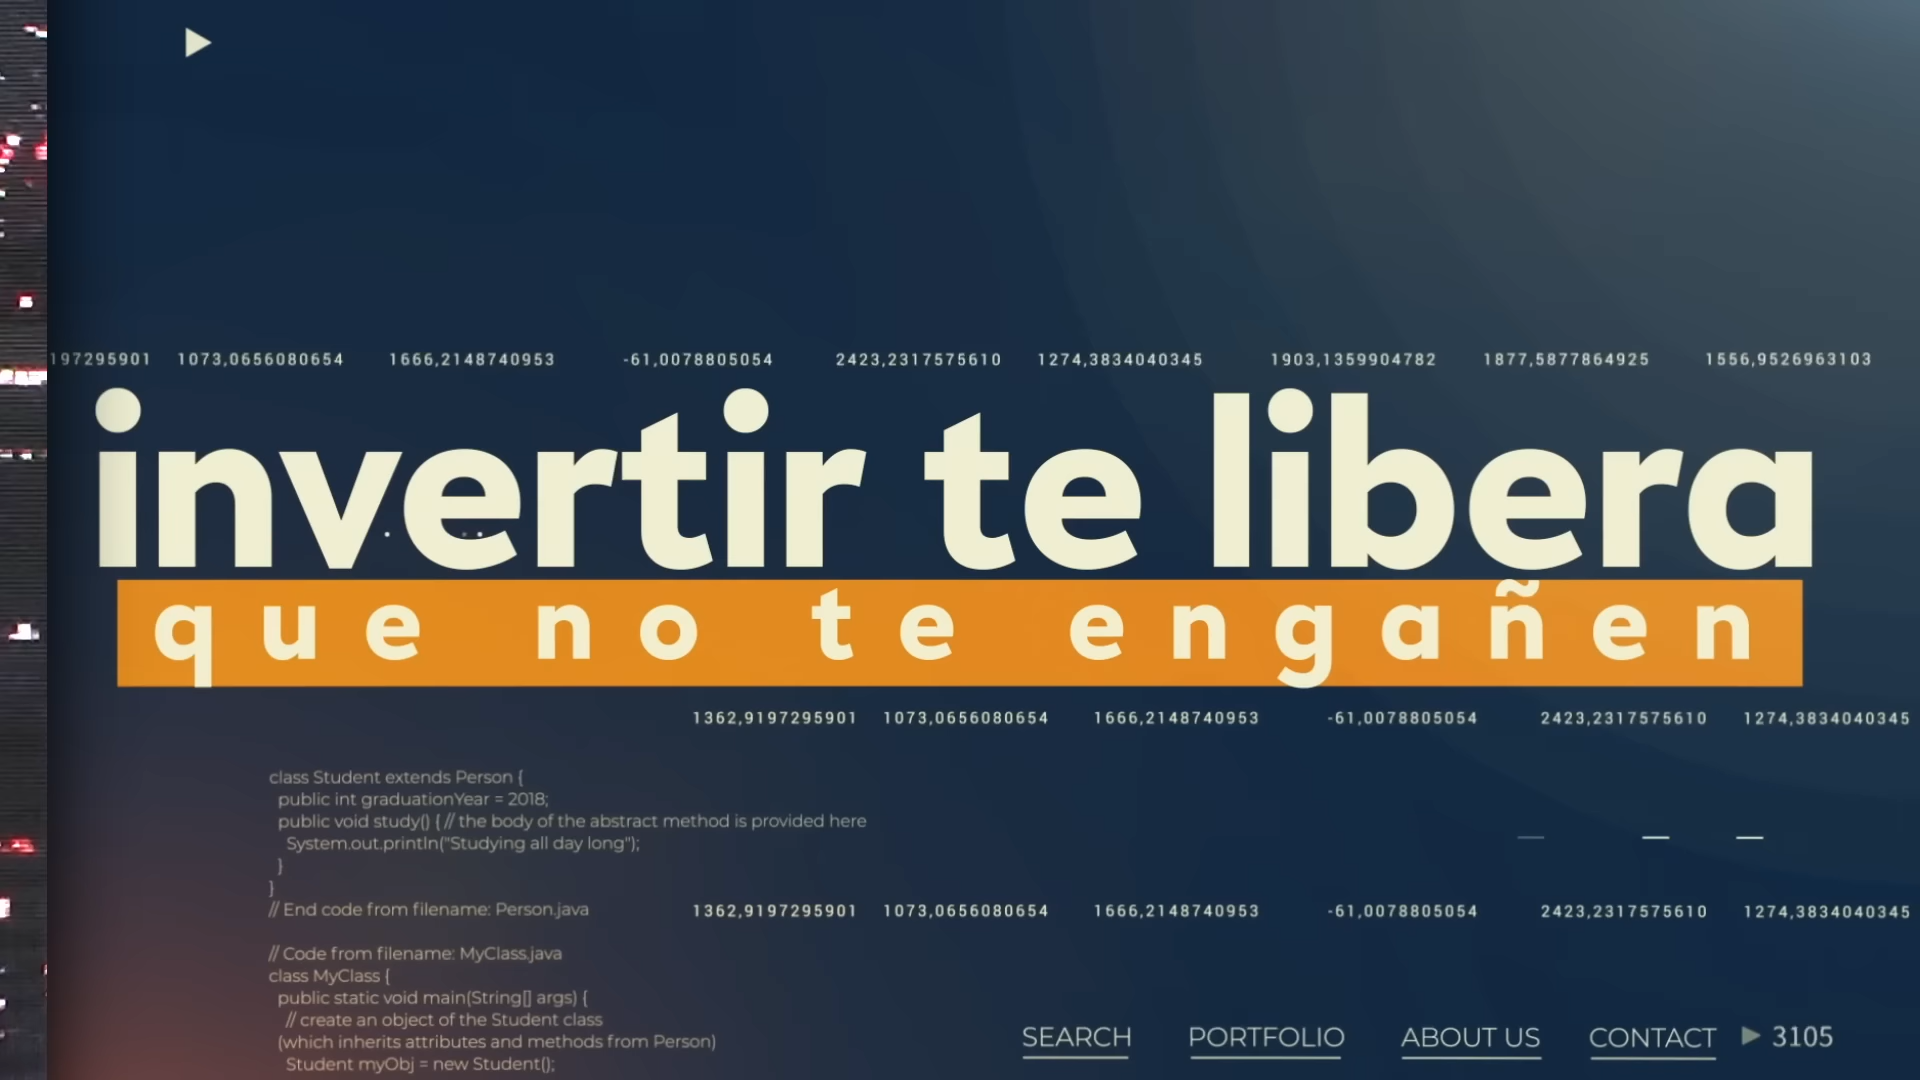 197295901 1073,0656080654 1666,2148740953 -61,0078805054 2423,2317575610 1274,3834040345 1903,1359904782 1877,5877864925 1556,9526963103
invertir te libera
que no te engañen
1362,9197295901 1073,0656080654 1666,2148740953 -61,0078805054 2423,2317575610 1274,3834040345
class Student extends Person {
public int graduationYear = 2018;
public void study() { // the body of the abstract method is provided here
System.out.println("Studying all day long");
}
}
// End code from filename: Person.java
1362,9197295901 1073,0656080654 1666,2148740953 -61,0078805054 2423,2317575610 1274,3834040345
// Code from filename: MyClass.java
class MyClass {
public static void main(String[] args) {
// create an object of the Student class
(which inherits attributes and methods from Person)
Student myObj = new Student();
SEARCH PORTFOLIO ABOUT US CONTACT 3105